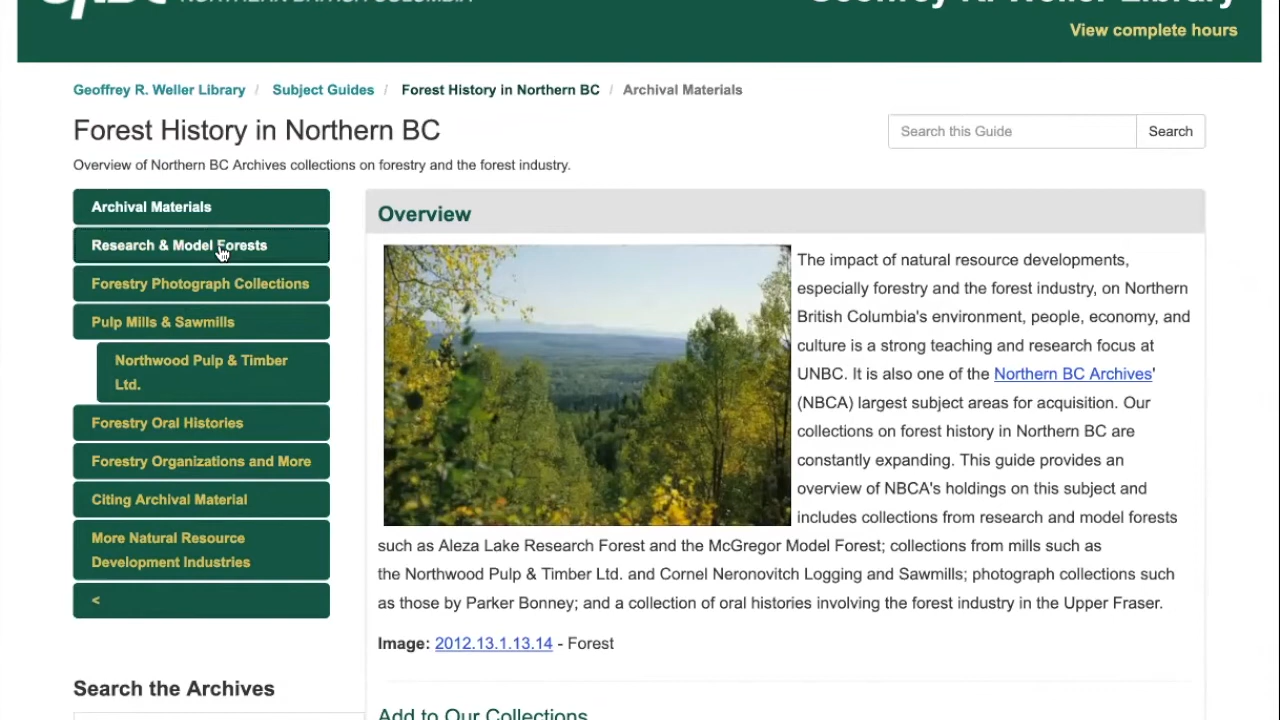 NORTHERN BRITISH COLUMBIA
Geoffrey R. Weller Library
View complete hours
Geoffrey R. Weller Library / Subject Guides / Forest History in Northern BC / Archival Materials
Forest History in Northern BC
Search this Guide
Search
Overview of Northern BC Archives collections on forestry and the forest industry.
Archival Materials
Research & Model Forests
Forestry Photograph Collections
Pulp Mills & Sawmills
Northwood Pulp & Timber
Ltd.
Forestry Oral Histories
Forestry Organizations and More
Citing Archival Material
More Natural Resource
Development Industries
<
Search the Archives
Overview
The impact of natural resource developments,
especially forestry and the forest industry, on Northern
British Columbia's environment, people, economy, and
culture is a strong teaching and research focus at
UNBC. It is also one of the Northern BC Archives'
(NBCA) largest subject areas for acquisition. Our
collections on forest history in Northern BC are
constantly expanding. This guide provides an
overview of NBCA's holdings on this subject and
includes collections from research and model forests
such as Aleza Lake Research Forest and the McGregor Model Forest; collections from mills such as
the Northwood Pulp & Timber Ltd. and Cornel Neronovitch Logging and Sawmills; photograph collections such
as those by Parker Bonney; and a collection of oral histories involving the forest industry in the Upper Fraser.
Image: 2012.13.1.13.14 - Forest
Add to Our Collections